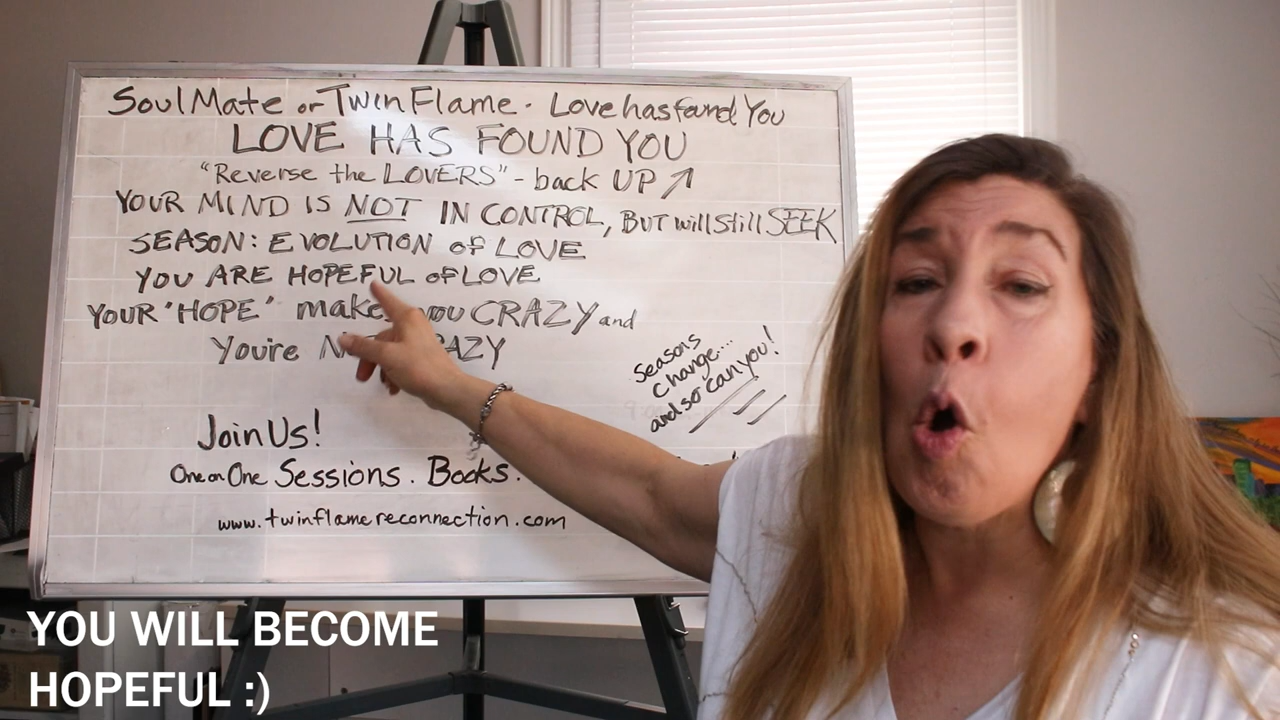 SoulMate or TwinFlame. Love has found You
LOVE HAS FOUND YOU
"Reverse the LOVERS" - back UP ↗
YOUR MIND IS NOT IN CONTROL, BUT will still SEEK
SEASON: EVOLUTION of LOVE
YOU ARE HOPEFUL of LOVE
YOUR "HOPE" makes you CRAZY and
You're CRAZY
Seasons
change...
and so can you!
Join Us!
One on One Sessions. Books.
www.twinflamereconnection.com
YOU WILL BECOME
HOPEFUL :)